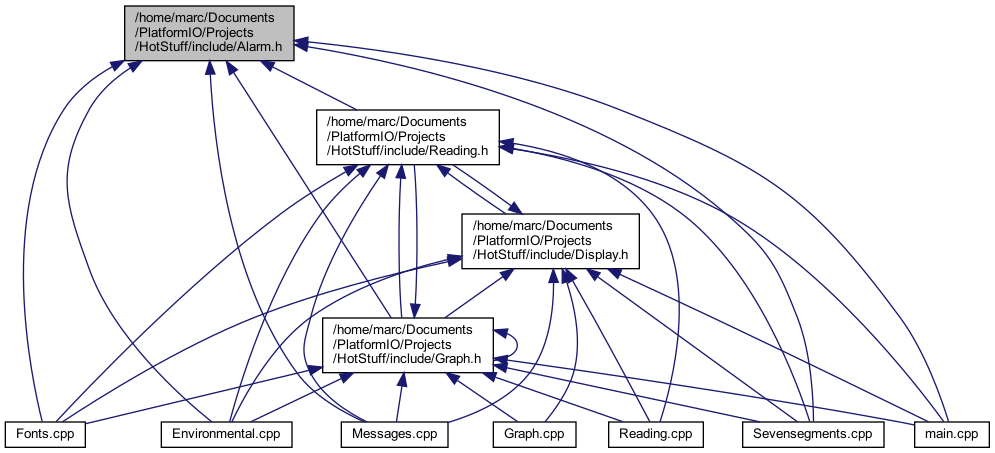 /home/marc/Documents
/PlatformIO/Projects
/HotStuff/include/Alarm.h
/home/marc/Documents
/PlatformIO/Projects
/HotStuff/include/Reading.h
/home/marc/Documents
/PlatformIO/Projects
/HotStuff/include/Display.h
/home/marc/Documents
/PlatformIO/Projects
/HotStuff/include/Graph.h
Fonts.cpp
Environmental.cpp
Messages.cpp
Graph.cpp
Reading.cpp
Sevensegments.cpp
main.cpp